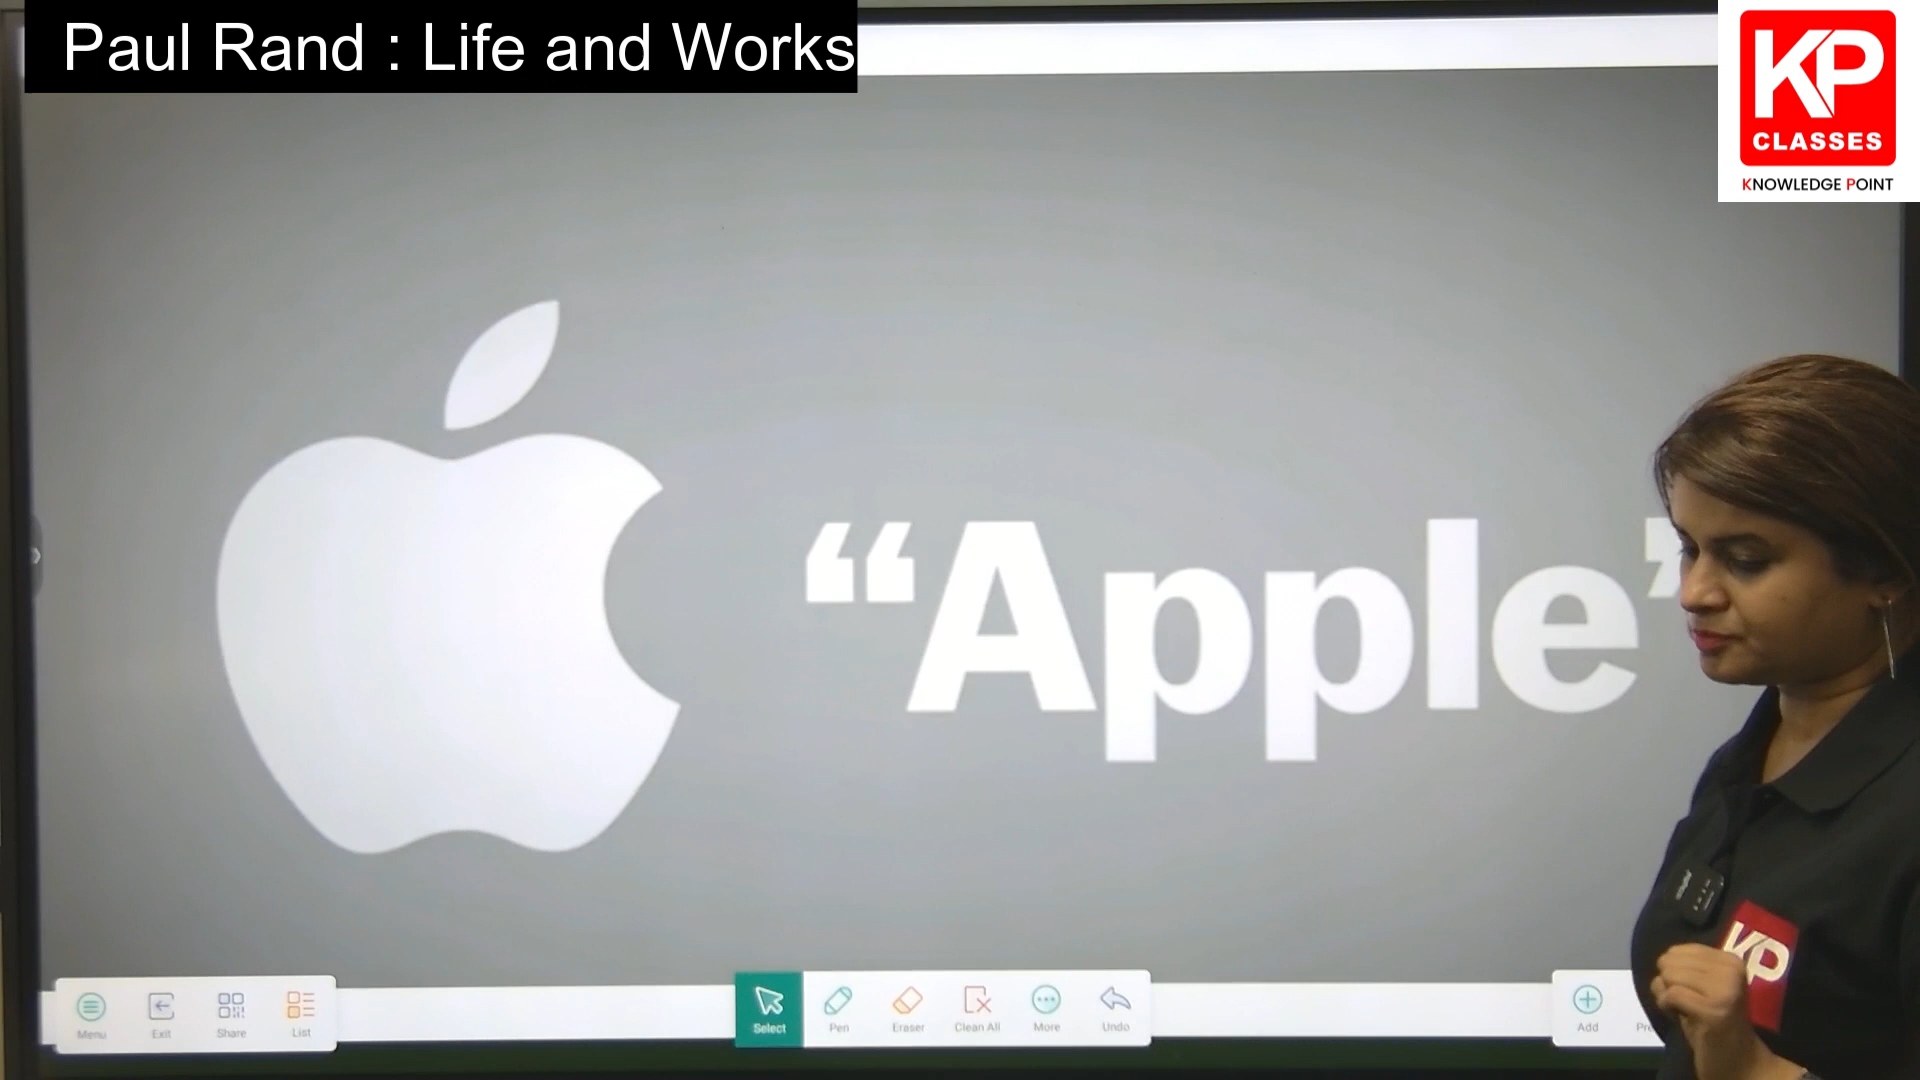 Paul Rand : Life and Works
KP
CLASSES
KNOWLEDGE POINT
“Apple”
Menu
Exit
Share
List
Select
Pen
Eraser
Clean All
More
Undo
Add
KP